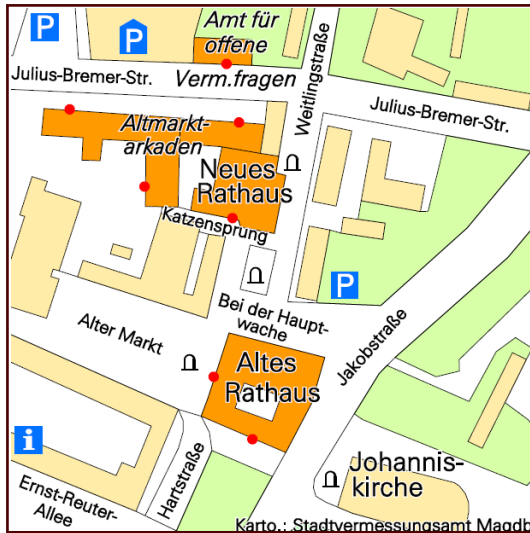 P
P
Amt für
offene
Verm.fragen
Julius-Bremer-Str.
Weitlingstraße
Julius-Bremer-Str.
Altmarkt-
arkaden
Neues
Rathaus
Katzensprung
P
Bei der Haupt-
wache
Alter Markt
Jakobstraße
Altes
Rathaus
i
Hartstraße
Johannis-
kirche
Ernst-Reuter-
Allee
Karto.: Stadtvermessungsamt Magdb